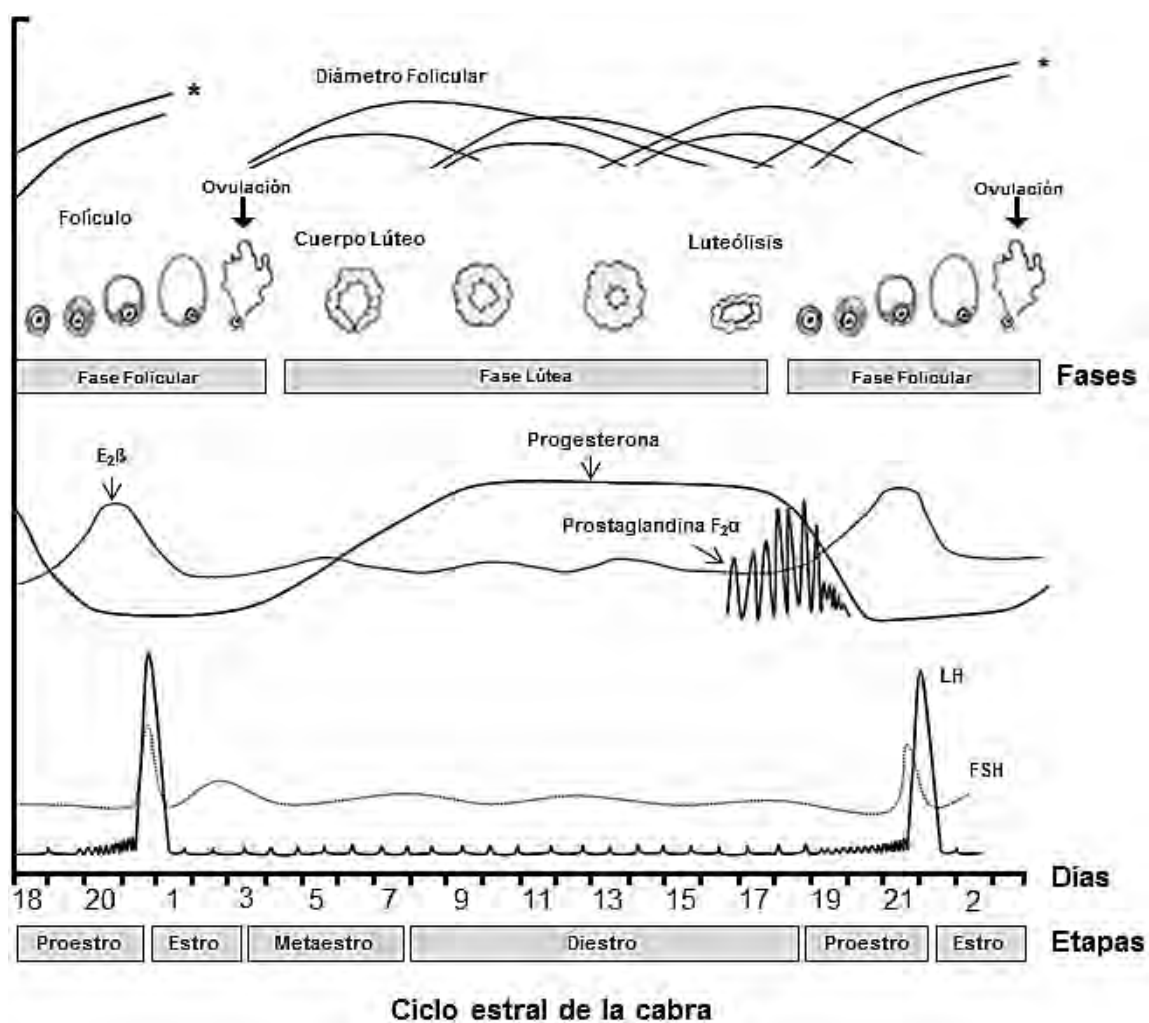 *
Diámetro Folicular
*
Ovulación
Ovulación
Folículo
Cuerpo Lúteo
Luteólisis
Fase Folicular
Fase Lútea
Fase Folicular
Fases
E₂ß
Progesterona
Prostaglandina F₂α
LH
FSH
18 20 1 3 5 7 9 11 13 15 17 19 21 2
Días
Proestro
Estro
Metaestro
Diestro
Proestro
Estro
Etapas
Ciclo estral de la cabra